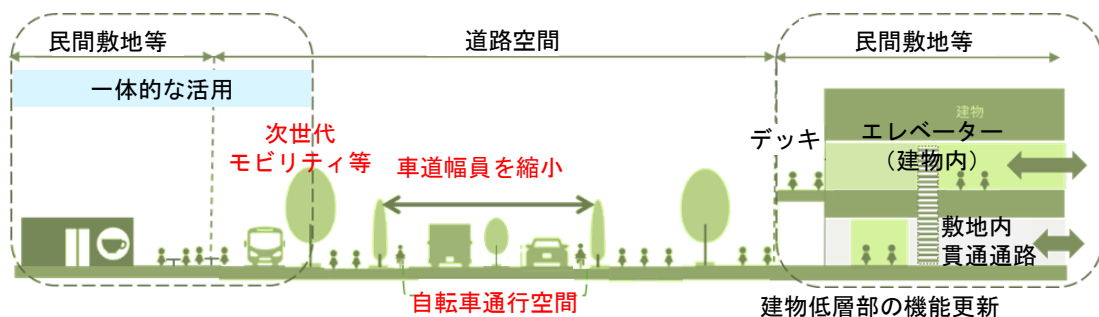 民間敷地等
道路空間
民間敷地等
一体的な活用
次世代
モビリティ等
車道幅員を縮小
デッキ
建物
エレベーター
（建物内）
敷地内
貫通通路
自転車通行空間
建物低層部の機能更新